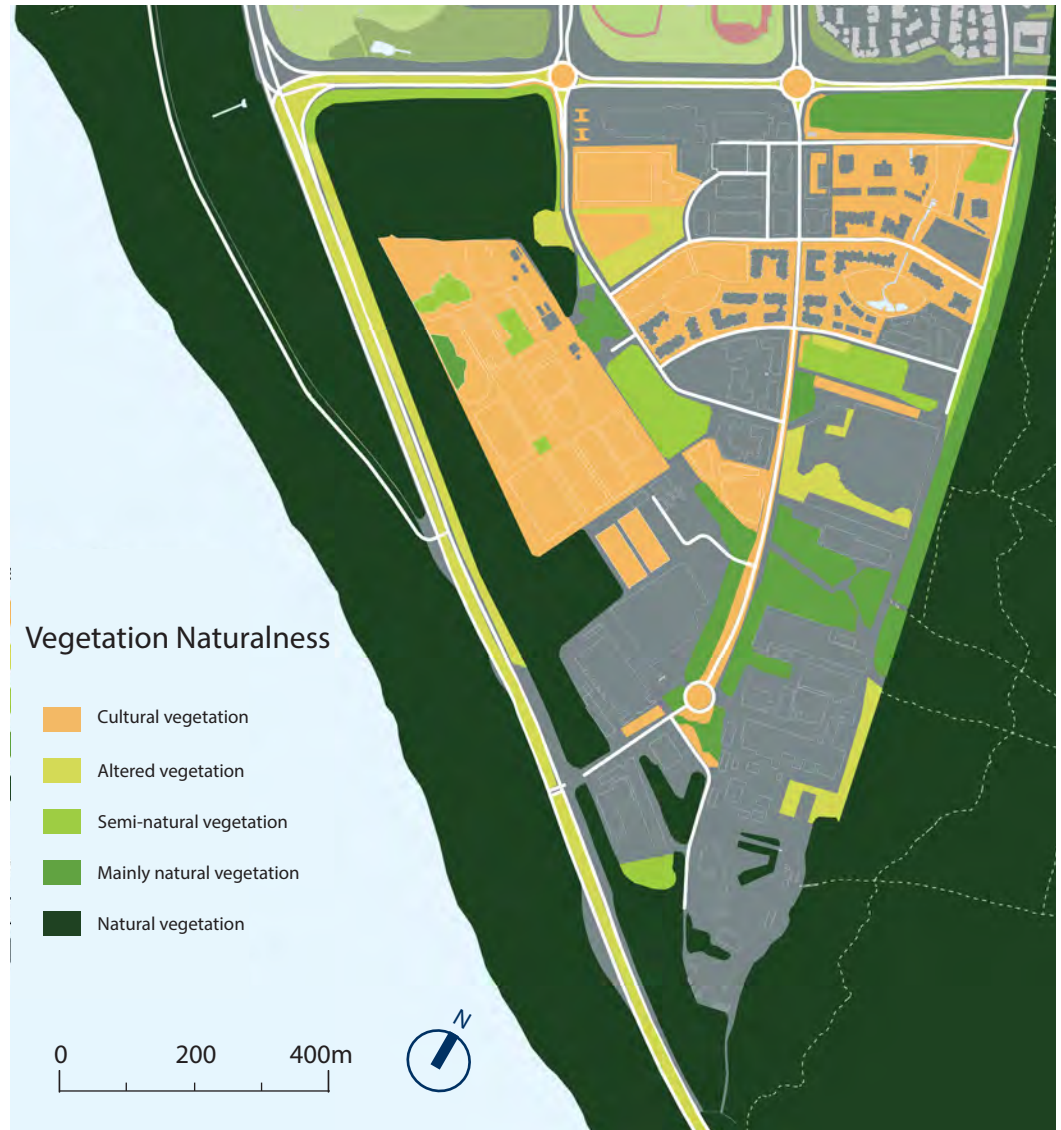 Vegetation Naturalness
Cultural vegetation
Altered vegetation
Semi-natural vegetation
Mainly natural vegetation
Natural vegetation
N
0 200 400m